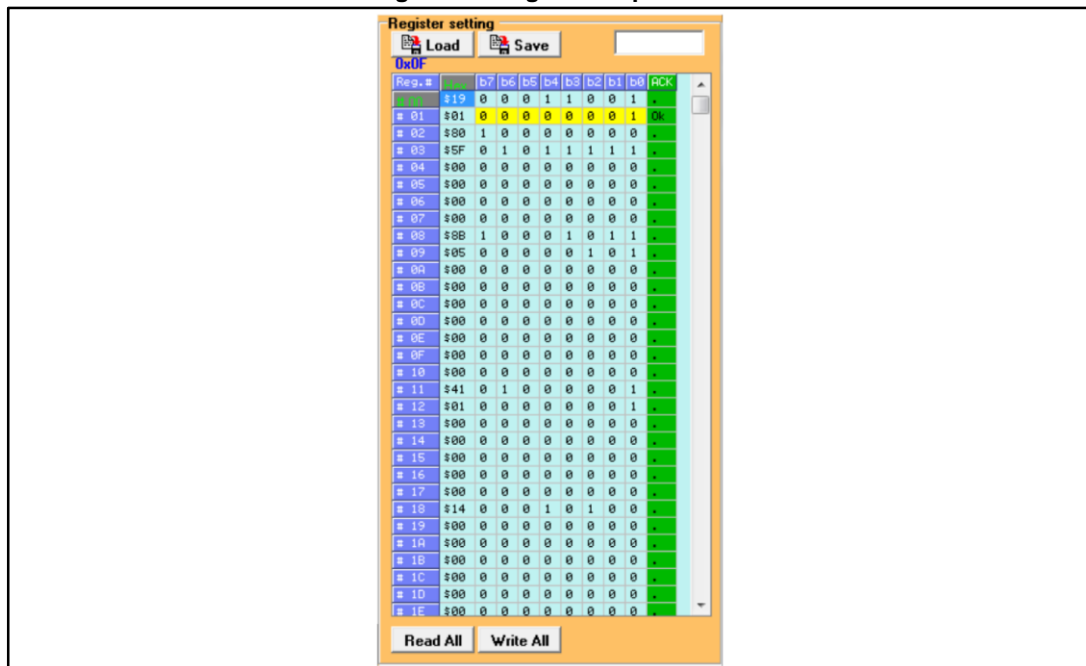 Register setting
Load Save
0x0F
Reg.# b7 b6 b5 b4 b3 b2 b1 b0 ACK
$19 0 0 0 1 1 0 0 1 .
# 01 $01 0 0 0 0 0 0 0 1 Ok
# 02 $80 1 0 0 0 0 0 0 0 .
# 03 $5F 0 1 0 1 1 1 1 1 .
# 04 $00 0 0 0 0 0 0 0 0 .
# 05 $00 0 0 0 0 0 0 0 0 .
# 06 $00 0 0 0 0 0 0 0 0 .
# 07 $00 0 0 0 0 0 0 0 0 .
# 08 $8B 1 0 0 0 1 0 1 1 .
# 09 $05 0 0 0 0 0 1 0 1 .
# 0A $00 0 0 0 0 0 0 0 0 .
# 0B $00 0 0 0 0 0 0 0 0 .
# 0C $00 0 0 0 0 0 0 0 0 .
# 0D $00 0 0 0 0 0 0 0 0 .
# 0E $00 0 0 0 0 0 0 0 0 .
# 0F $00 0 0 0 0 0 0 0 0 .
# 10 $00 0 0 0 0 0 0 0 0 .
# 11 $41 0 1 0 0 0 0 0 1 .
# 12 $01 0 0 0 0 0 0 0 1 .
# 13 $00 0 0 0 0 0 0 0 0 .
# 14 $00 0 0 0 0 0 0 0 0 .
# 15 $00 0 0 0 0 0 0 0 0 .
# 16 $00 0 0 0 0 0 0 0 0 .
# 17 $00 0 0 0 0 0 0 0 0 .
# 18 $14 0 0 0 1 0 1 0 0 .
# 19 $00 0 0 0 0 0 0 0 0 .
# 1A $00 0 0 0 0 0 0 0 0 .
# 1B $00 0 0 0 0 0 0 0 0 .
# 1C $00 0 0 0 0 0 0 0 0 .
# 1D $00 0 0 0 0 0 0 0 0 .
# 1E $00 0 0 0 0 0 0 0 0 .
Read All Write All